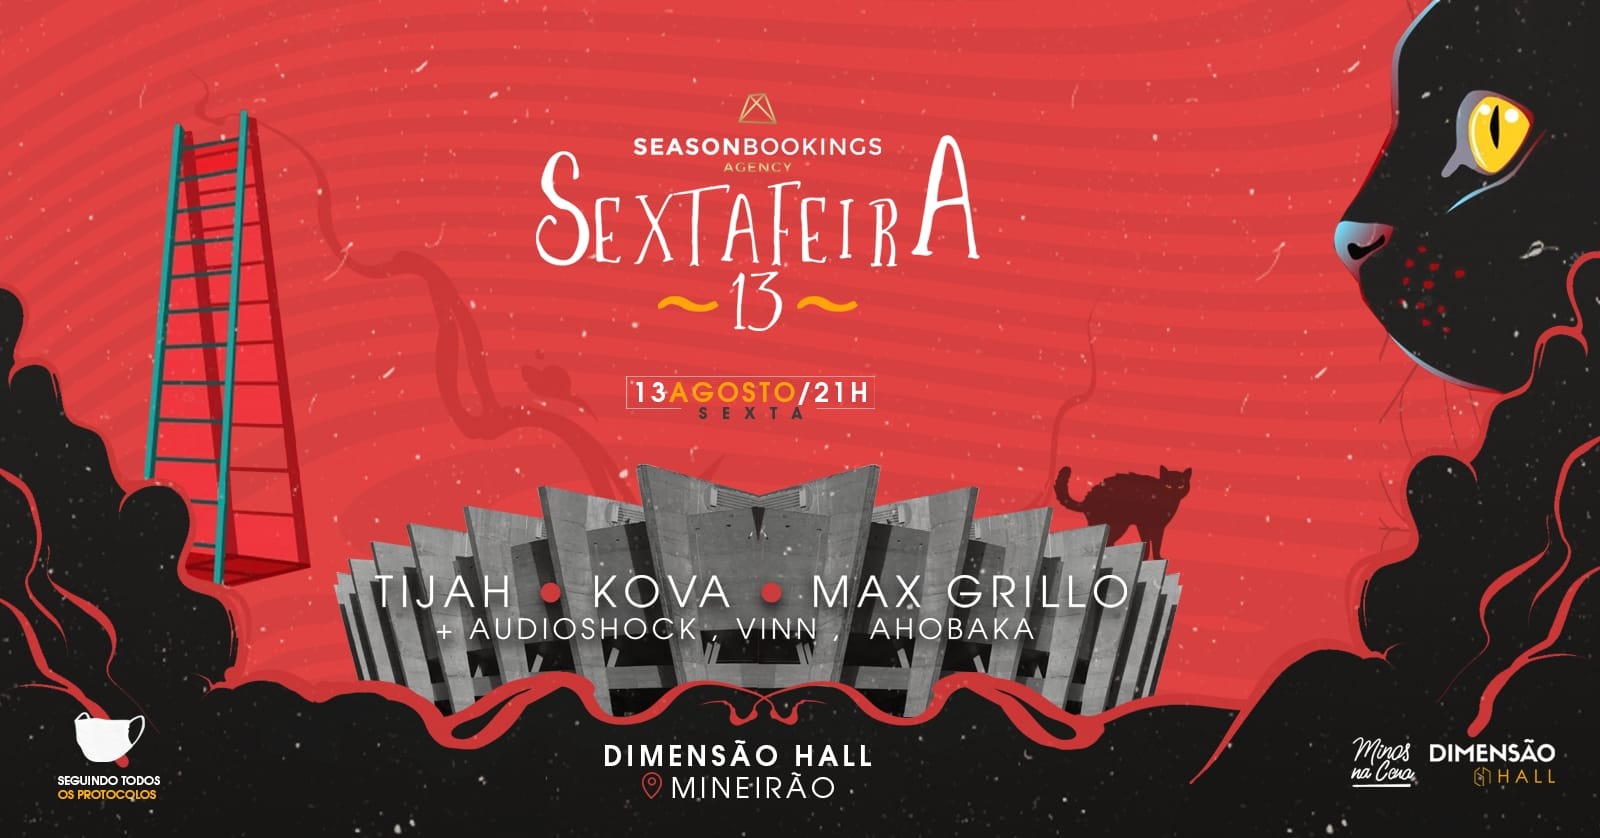 SEASONBOOKINGS
AGENCY
SEXTAFEIRA
~13~
13AGOSTO/21H
SEXTA
TIJAH • KOVA • MAX GRILLO
+ AUDIOSHOCK , VINN , AHOBAKA
DIMENSÃO HALL
MINEIRÃO
SEGUINDO TODOS
OS PROTOCOLOS
Minas
na Cena
DIMENSÃO
HALL